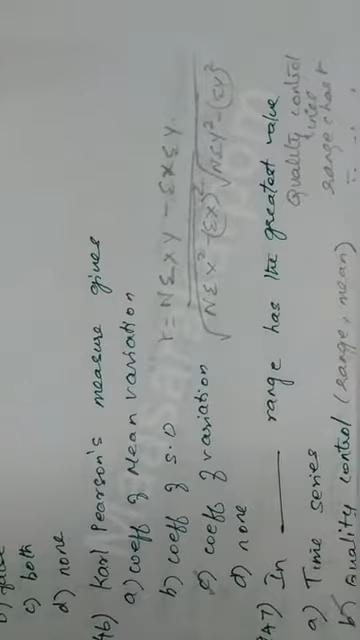 c) both
d) none
46) Karl Pearson's measure gives
a) coeff of Mean variation
b) coeff of S.D
c) coeff of variation
d) none
r = NΣXY - ΣXΣY
√NΣX² - (ΣX)² √NΣY² - (ΣY)²
47) In ____ range has the greatest value
a) Time series
b) Quality control (range, mean)
Quality control
range chart